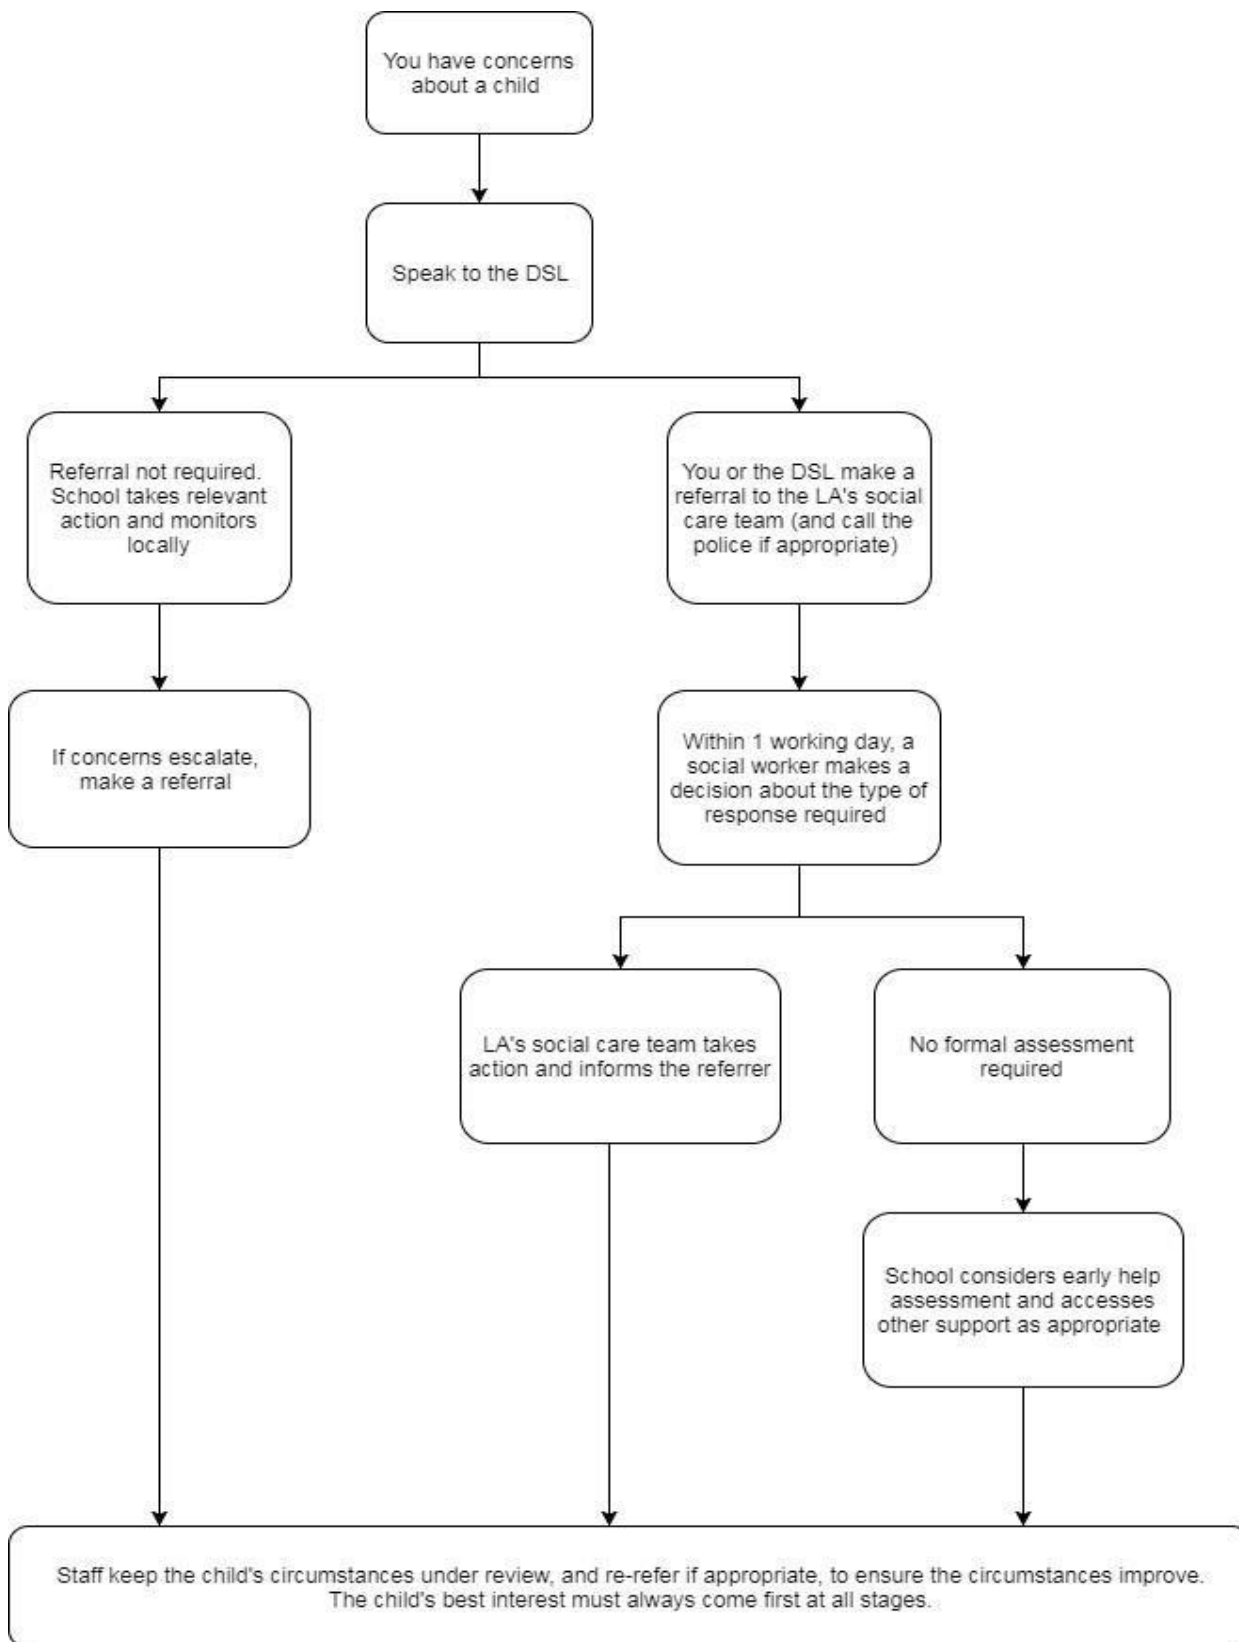 You have concerns
about a child
Speak to the DSL
Referral not required.
School takes relevant
action and monitors
locally
You or the DSL make a
referral to the LA's social
care team (and call the
police if appropriate)
If concerns escalate,
make a referral
Within 1 working day, a
social worker makes a
decision about the type of
response required
LA's social care team takes
action and informs the referrer
No formal assessment
required
School considers early help
assessment and accesses
other support as appropriate
Staff keep the child's circumstances under review, and re-refer if appropriate, to ensure the circumstances improve.
The child's best interest must always come first at all stages.